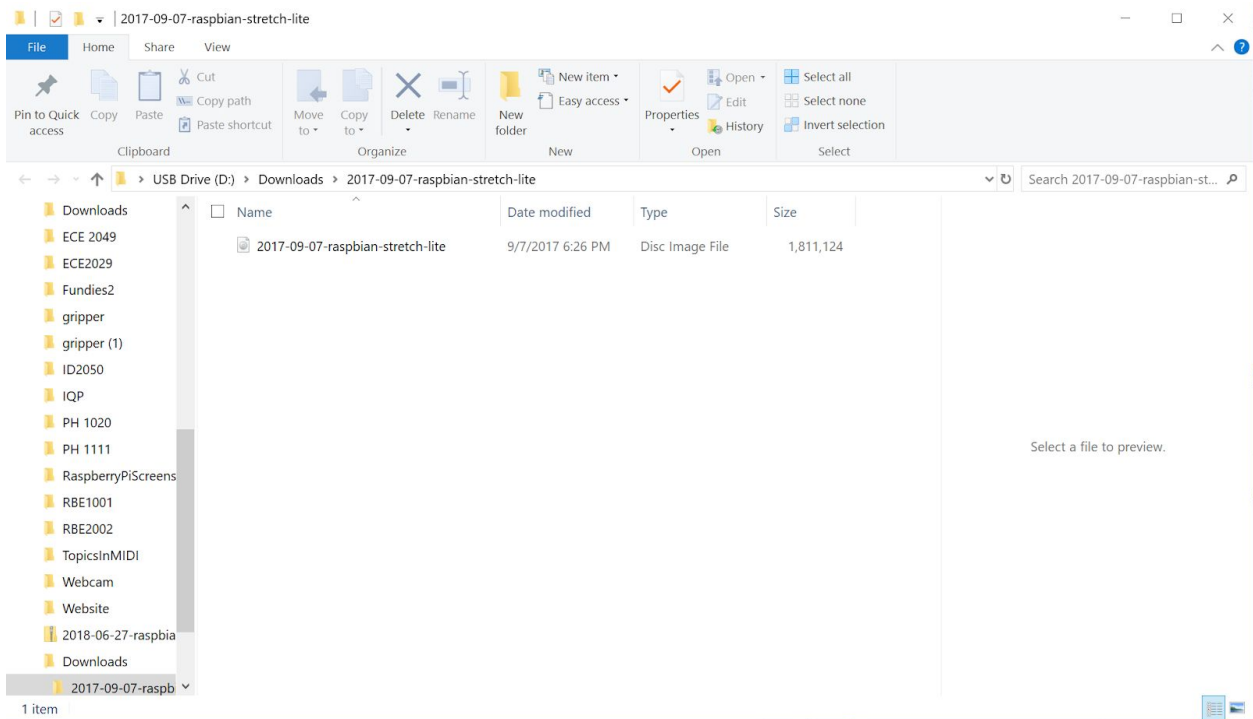 2017-09-07-raspbian-stretch-lite
File Home Share View
Pin to Quick access
Copy
Paste
Cut
Copy path
Paste shortcut
Clipboard
Move to
Copy to
Delete
Rename
Organize
New folder
New item
Easy access
New
Properties
Open
Edit
History
Open
Select all
Select none
Invert selection
Select
USB Drive (D:) > Downloads > 2017-09-07-raspbian-stretch-lite
Search 2017-09-07-raspbian-st...
Name Date modified Type Size
2017-09-07-raspbian-stretch-lite 9/7/2017 6:26 PM Disc Image File 1,811,124
Downloads
ECE 2049
ECE2029
Fundies2
gripper
gripper (1)
ID2050
IQP
PH 1020
PH 1111
RaspberryPiScreens
RBE1001
RBE2002
TopicsInMIDI
Webcam
Website
2018-06-27-raspbia
Downloads
2017-09-07-raspb
Select a file to preview.
1 item